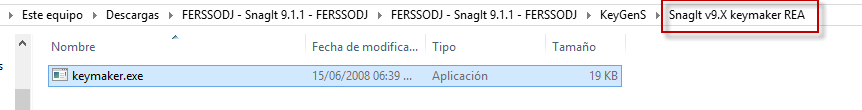 Este equipo Descargas FERSSODJ - SnagIt 9.1.1 - FERSSODJ FERSSODJ - SnagIt 9.1.1 - FERSSODJ KeyGenS SnagIt v9.X keymaker REA
Nombre Fecha de modifica... Tipo Tamaño
keymaker.exe 15/06/2008 06:39 ... Aplicación 19 KB